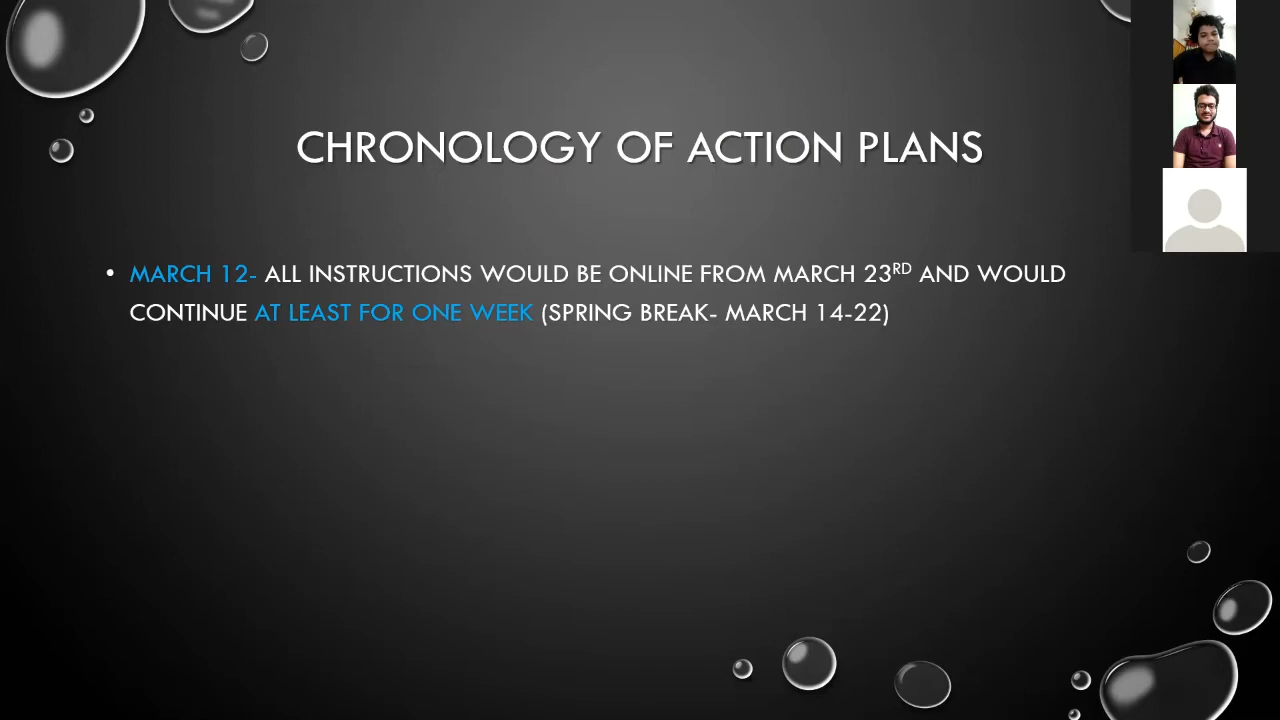 CHRONOLOGY OF ACTION PLANS
• MARCH 12- ALL INSTRUCTIONS WOULD BE ONLINE FROM MARCH 23RD AND WOULD
CONTINUE AT LEAST FOR ONE WEEK (SPRING BREAK- MARCH 14-22)